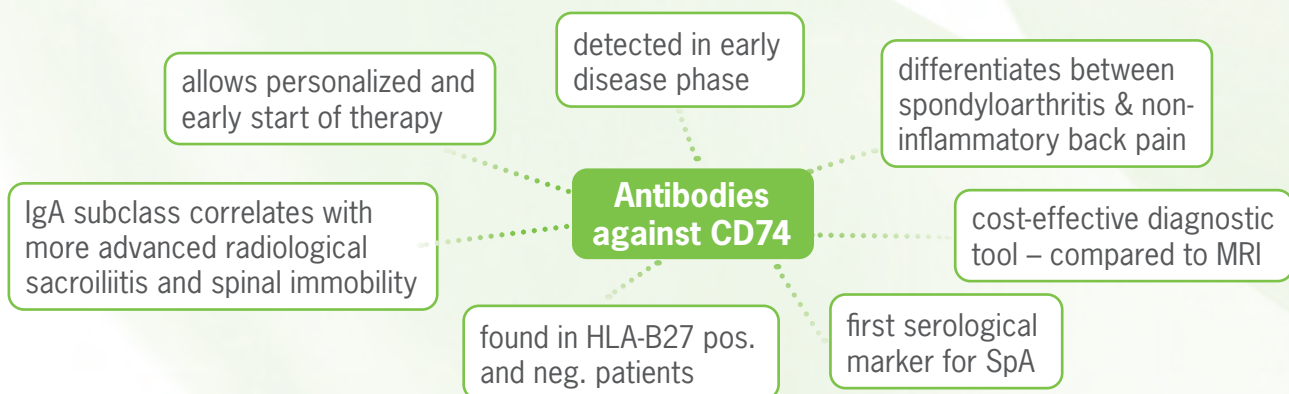 detected in early
disease phase
allows personalized and
early start of therapy
differentiates between
spondyloarthritis & non-
inflammatory back pain
Antibodies
against CD74
IgA subclass correlates with
more advanced radiological
sacroiliitis and spinal immobility
cost-effective diagnostic
tool – compared to MRI
found in HLA-B27 pos.
and neg. patients
first serological
marker for SpA